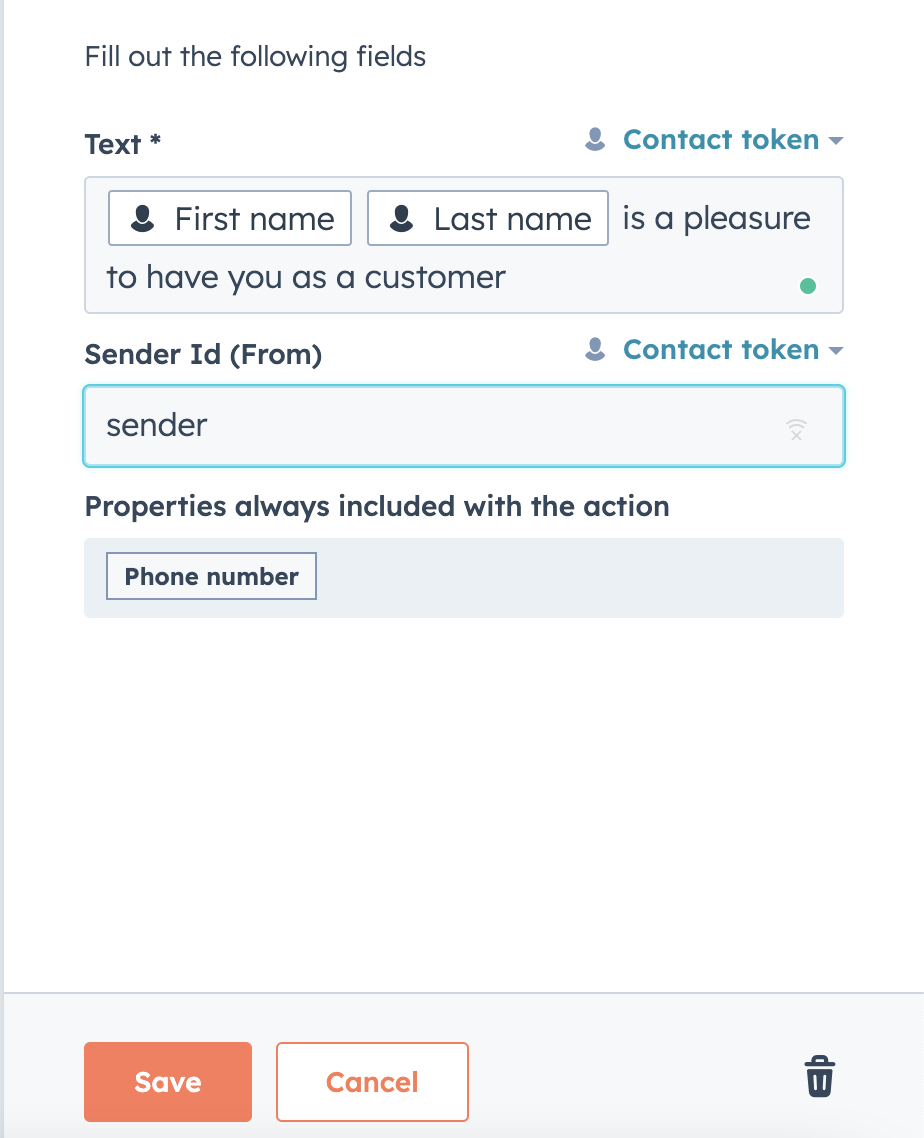 Fill out the following fields
Text *
Contact token
First name Last name is a pleasure
to have you as a customer
Sender Id (From)
Contact token
sender
Properties always included with the action
Phone number
Save
Cancel